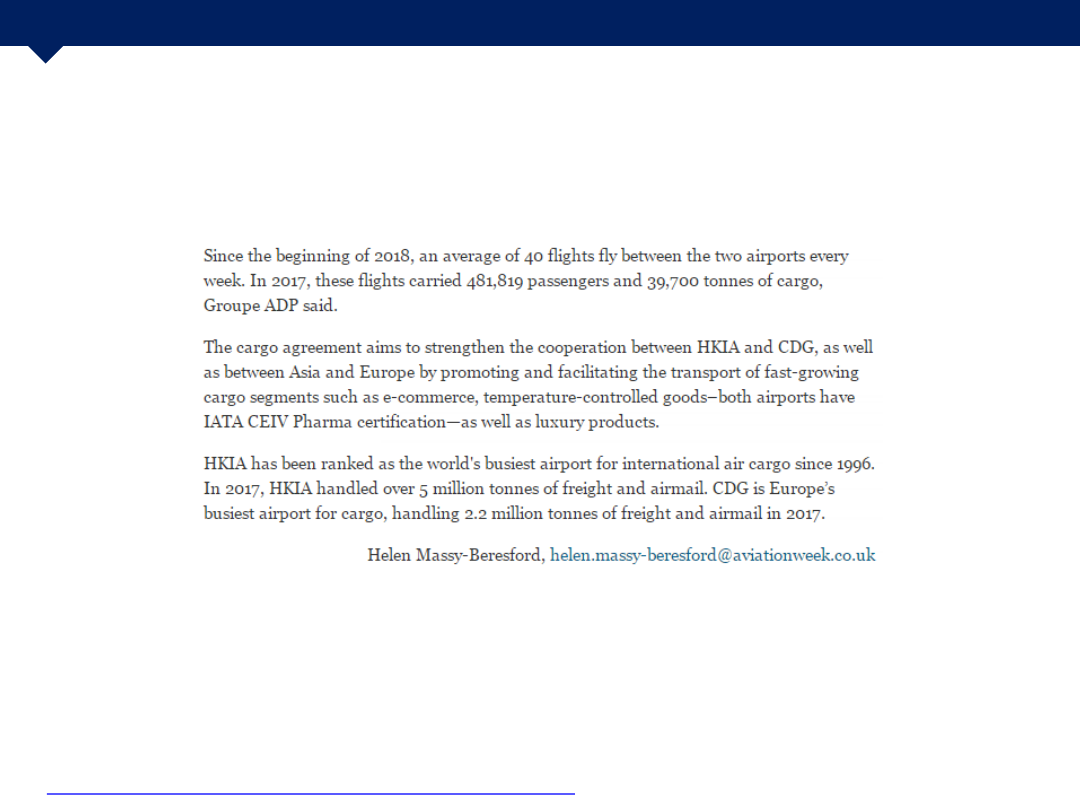 Since the beginning of 2018, an average of 40 flights fly between the two airports every
week. In 2017, these flights carried 481,819 passengers and 39,700 tonnes of cargo,
Groupe ADP said.
The cargo agreement aims to strengthen the cooperation between HKIA and CDG, as well
as between Asia and Europe by promoting and facilitating the transport of fast-growing
cargo segments such as e-commerce, temperature-controlled goods–both airports have
IATA CEIV Pharma certification—as well as luxury products.
HKIA has been ranked as the world's busiest airport for international air cargo since 1996.
In 2017, HKIA handled over 5 million tonnes of freight and airmail. CDG is Europe’s
busiest airport for cargo, handling 2.2 million tonnes of freight and airmail in 2017.
Helen Massy-Beresford, helen.massy-beresford@aviationweek.co.uk